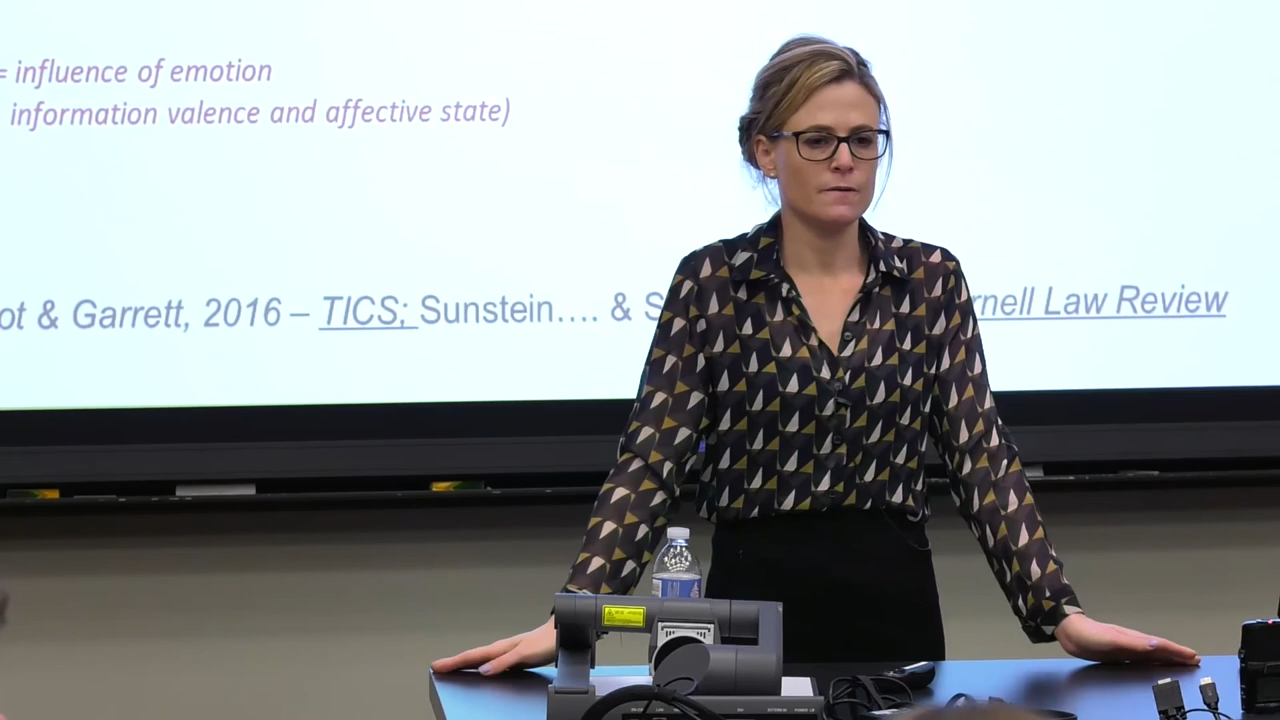 = influence of emotion
information valence and affective state)
ot & Garrett, 2016 – TICS; Sunstein…. & S rnell Law Review